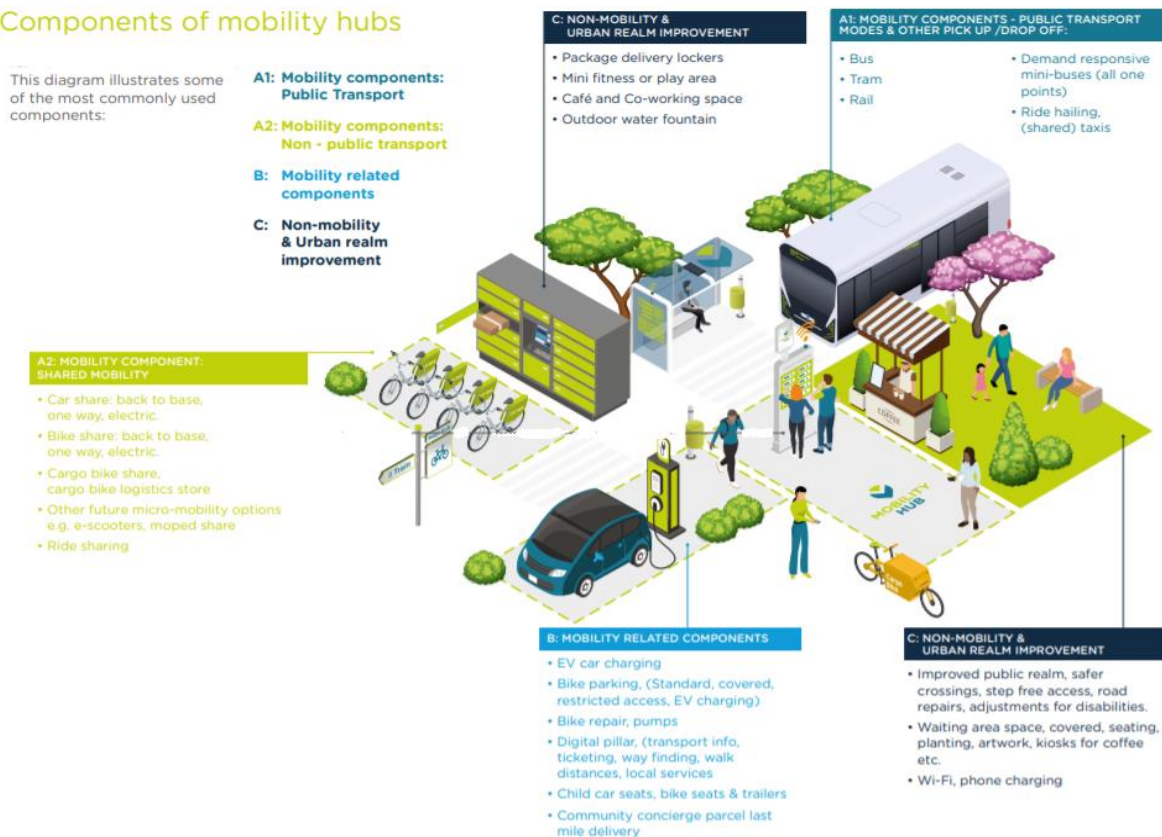 Components of mobility hubs
This diagram illustrates some
of the most commonly used
components:
A1: Mobility components:
Public Transport
A2: Mobility components:
Non - public transport
B: Mobility related
components
C: Non-mobility
& Urban realm
improvement
C: NON-MOBILITY &
URBAN REALM IMPROVEMENT
• Package delivery lockers
• Mini fitness or play area
• Café and Co-working space
• Outdoor water fountain
A1: MOBILITY COMPONENTS - PUBLIC TRANSPORT
MODES & OTHER PICK UP /DROP OFF:
• Bus
• Tram
• Rail
• Demand responsive
mini-buses (all one
points)
• Ride hailing,
(shared) taxis
A2: MOBILITY COMPONENT:
SHARED MOBILITY
• Car share: back to base,
one way, electric.
• Bike share: back to base,
one way, electric.
• Cargo bike share,
cargo bike logistics store
• Other future micro-mobility options
e.g. e-scooters, moped share
• Ride sharing
Tram
COFFEE
MOBILITY
HUB
Cargo
Bike
B: MOBILITY RELATED COMPONENTS
• EV car charging
• Bike parking, (Standard, covered,
restricted access, EV charging)
• Bike repair, pumps
• Digital pillar, (transport info,
ticketing, way finding, walk
distances, local services
• Child car seats, bike seats & trailers
• Community concierge parcel last
mile delivery
C: NON-MOBILITY &
URBAN REALM IMPROVEMENT
• Improved public realm, safer
crossings, step free access, road
repairs, adjustments for disabilities.
• Waiting area space, covered, seating,
planting, artwork, kiosks for coffee
etc.
• Wi-Fi, phone charging